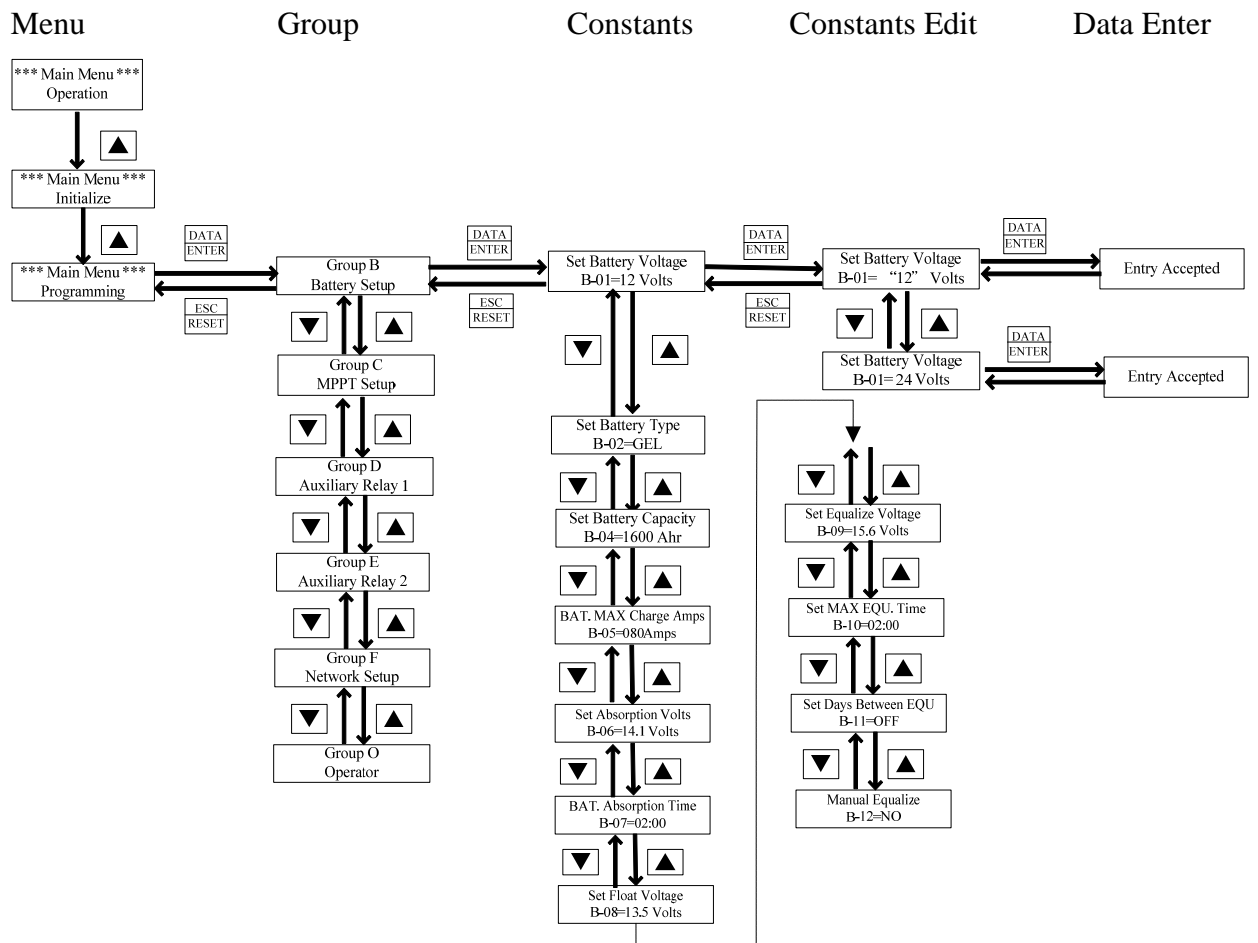 Menu
Group
Constants
Constants Edit
Data Enter
*** Main Menu ***
Operation
*** Main Menu ***
Initialize
*** Main Menu ***
Programming
DATA
ENTER
ESC
RESET
Group B
Battery Setup
Group C
MPPT Setup
Group D
Auxiliary Relay 1
Group E
Auxiliary Relay 2
Group F
Network Setup
Group O
Operator
DATA
ENTER
ESC
RESET
Set Battery Voltage
B-01=12 Volts
Set Battery Type
B-02=GEL
Set Battery Capacity
B-04=1600 Ahr
BAT. MAX Charge Amps
B-05=080Amps
Set Absorption Volts
B-06=14.1 Volts
BAT. Absorption Time
B-07=02:00
Set Float Voltage
B-08=13.5 Volts
DATA
ENTER
ESC
RESET
Set Battery Voltage
B-01= “12” Volts
Set Battery Voltage
B-01=24 Volts
Set Equalize Voltage
B-09=15.6 Volts
Set MAX EQU. Time
B-10=02:00
Set Days Between EQU
B-11=OFF
Manual Equalize
B-12=NO
DATA
ENTER
Entry Accepted
DATA
ENTER
Entry Accepted